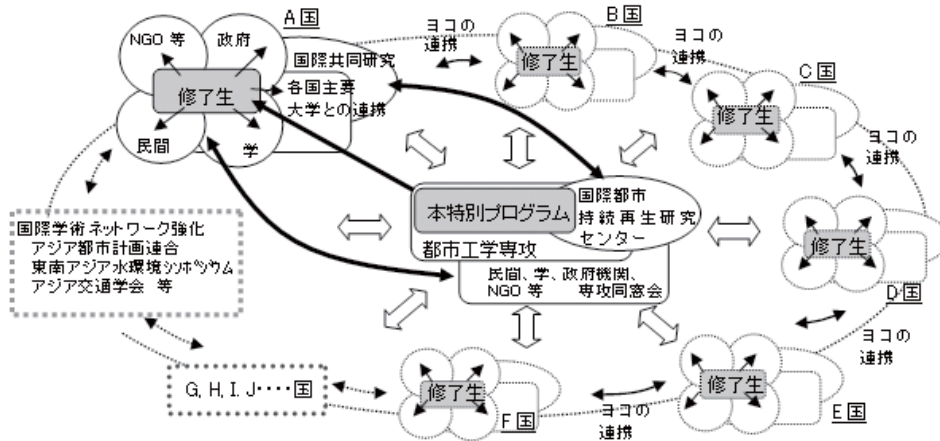 A国
NGO 等
政府
国際共同研究
修了生
各国主要
大学との連携
民間
学
ヨコの
連携
B国
修了生
ヨコの
連携
C国
修了生
ヨコの
連携
本特別プログラム
国際都市
持続再生研究
センター
都市工学専攻
民間、学、政府機関、
NGO 等　専攻同窓会
国際学術ネットワーク強化
アジア都市計画連合
東南アジア水環境シンポジウム
アジア交通学会 等
修了生
D国
ヨコの
連携
G, H, I, J・・・・国
修了生
F国
ヨコの
連携
修了生
E国